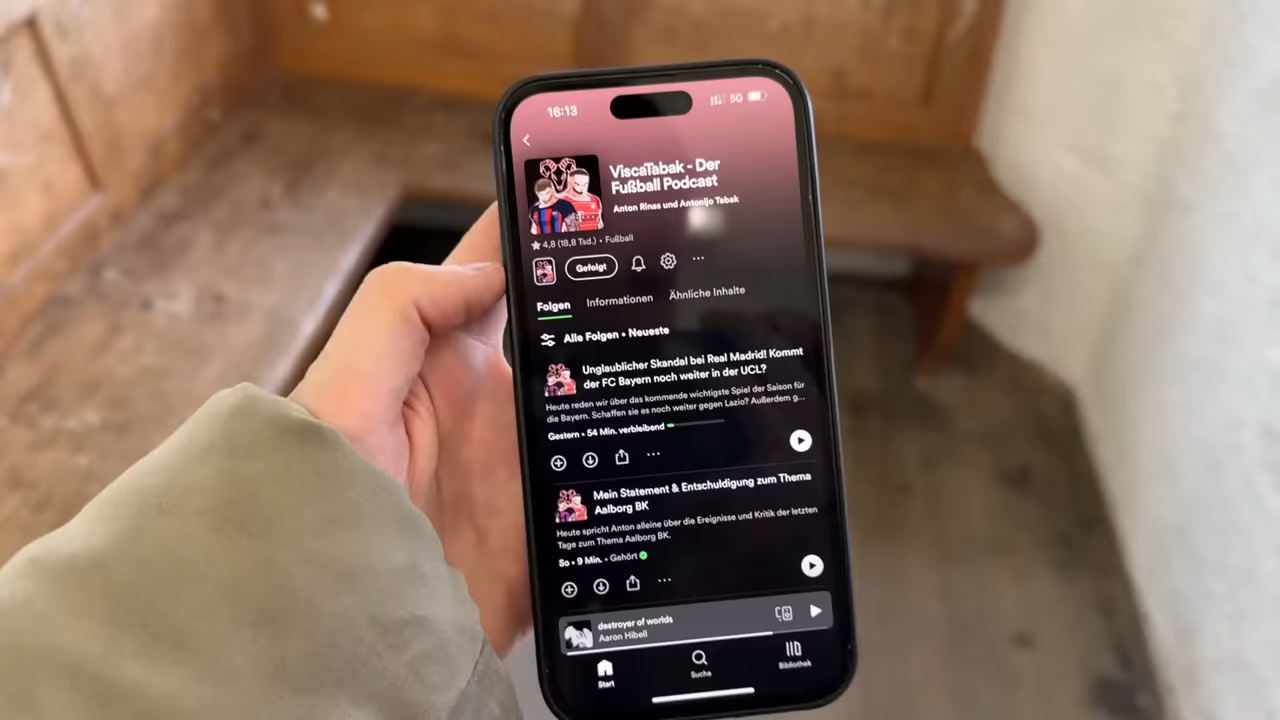 16:13
5G
ViscaTabak - Der
Fußball Podcast
Anton Rinas und Antonijo Tabak
4,8 (18,8 Tsd.) • Fußball
Gefolgt
Folgen Informationen Ähnliche Inhalte
Alle Folgen • Neueste
Unglaublicher Skandal bei Real Madrid! Kommt
der FC Bayern noch weiter in der UCL?
Heute reden wir über das kommende wichtigste Spiel der Saison für
die Bayern. Schaffen sie es noch weiter gegen Lazio? Außerdem g...
Gestern • 54 Min. verbleibend
Mein Statement & Entschuldigung zum Thema
Aalborg BK
Heute spricht Anton alleine über die Ereignisse und Kritik der letzten
Tage zum Thema Aalborg BK.
So • 9 Min. • Gehört
destroyer of worlds
Aaron Hibell
Start Suche Bibliothek